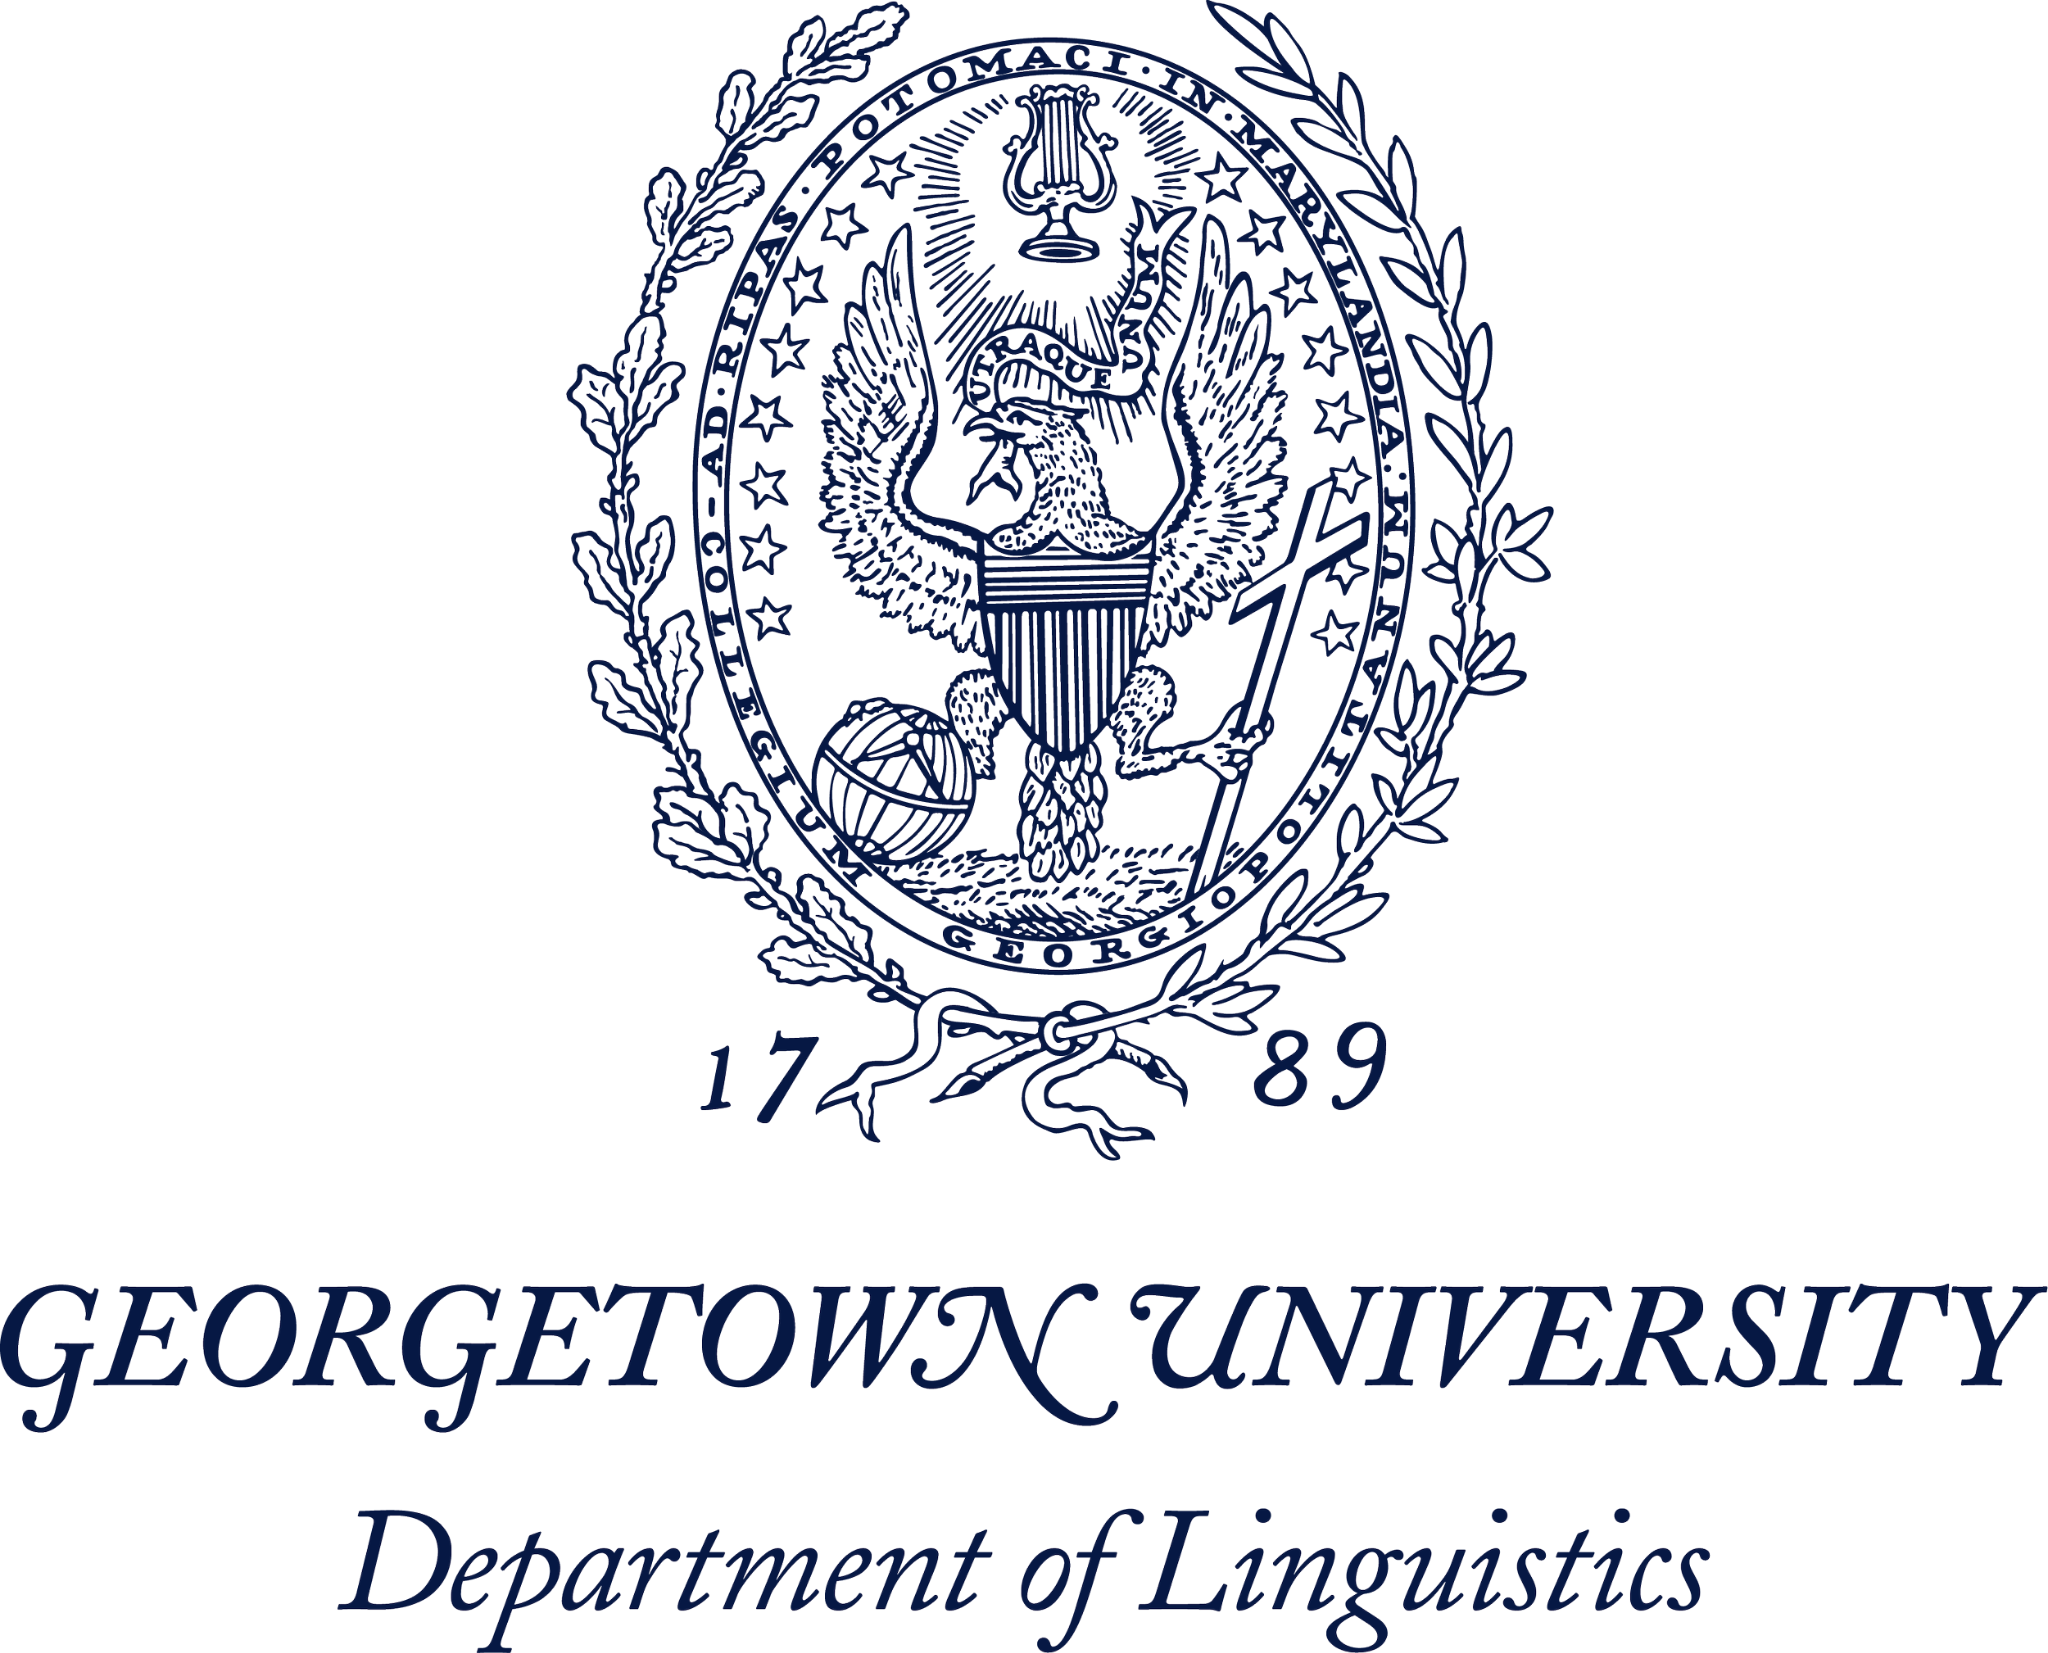 COLLEGIUM·GEORGIOPOLITANUM·AD·RIPAS·POTOMACI·IN·MARYLANDIA·
UTRAQUE UNUM
17 89
GEORGETOWN UNIVERSITY
Department of Linguistics